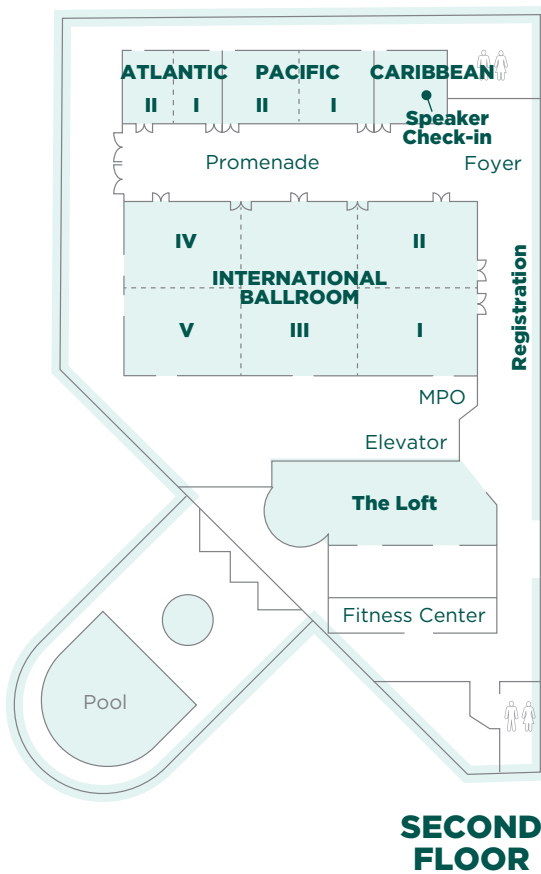 ATLANTIC PACIFIC CARIBBEAN
II I II I
Speaker
Check-in
Promenade Foyer
IV II
INTERNATIONAL
BALLROOM
V III I
Registration
MPO
Elevator
The Loft
Fitness Center
Pool
SECOND
FLOOR